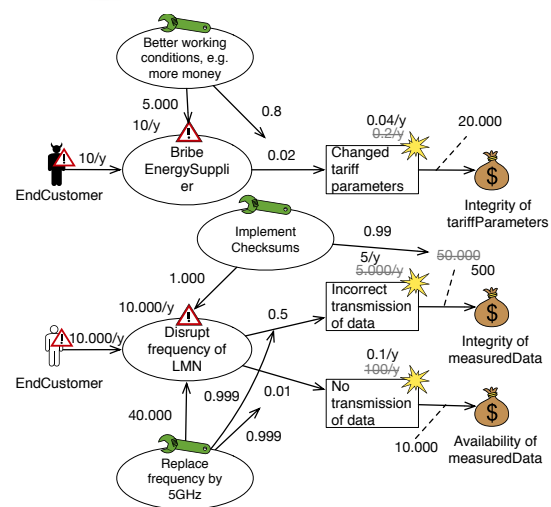 Better working
conditions, e.g.
more money
5.000
0.8
10/y
0.04/y
0.2/y
20.000
10/y
Bribe
EnergySuppli
er
0.02
Changed
tariff
parameters
$
EndCustomer
Integrity of
tariffParameters
Implement
Checksums
0.99
50.000
5/y
5.000/y
500
1.000
10.000/y
0.5
Incorrect
transmission
of data
$
10.000/y
Disrupt
frequency of
LMN
Integrity of
measuredData
EndCustomer
0.1/y
100/y
0.999
0.01
No
transmission
of data
$
40.000
0.999
10.000
Availability of
measuredData
Replace
frequency by
5GHz